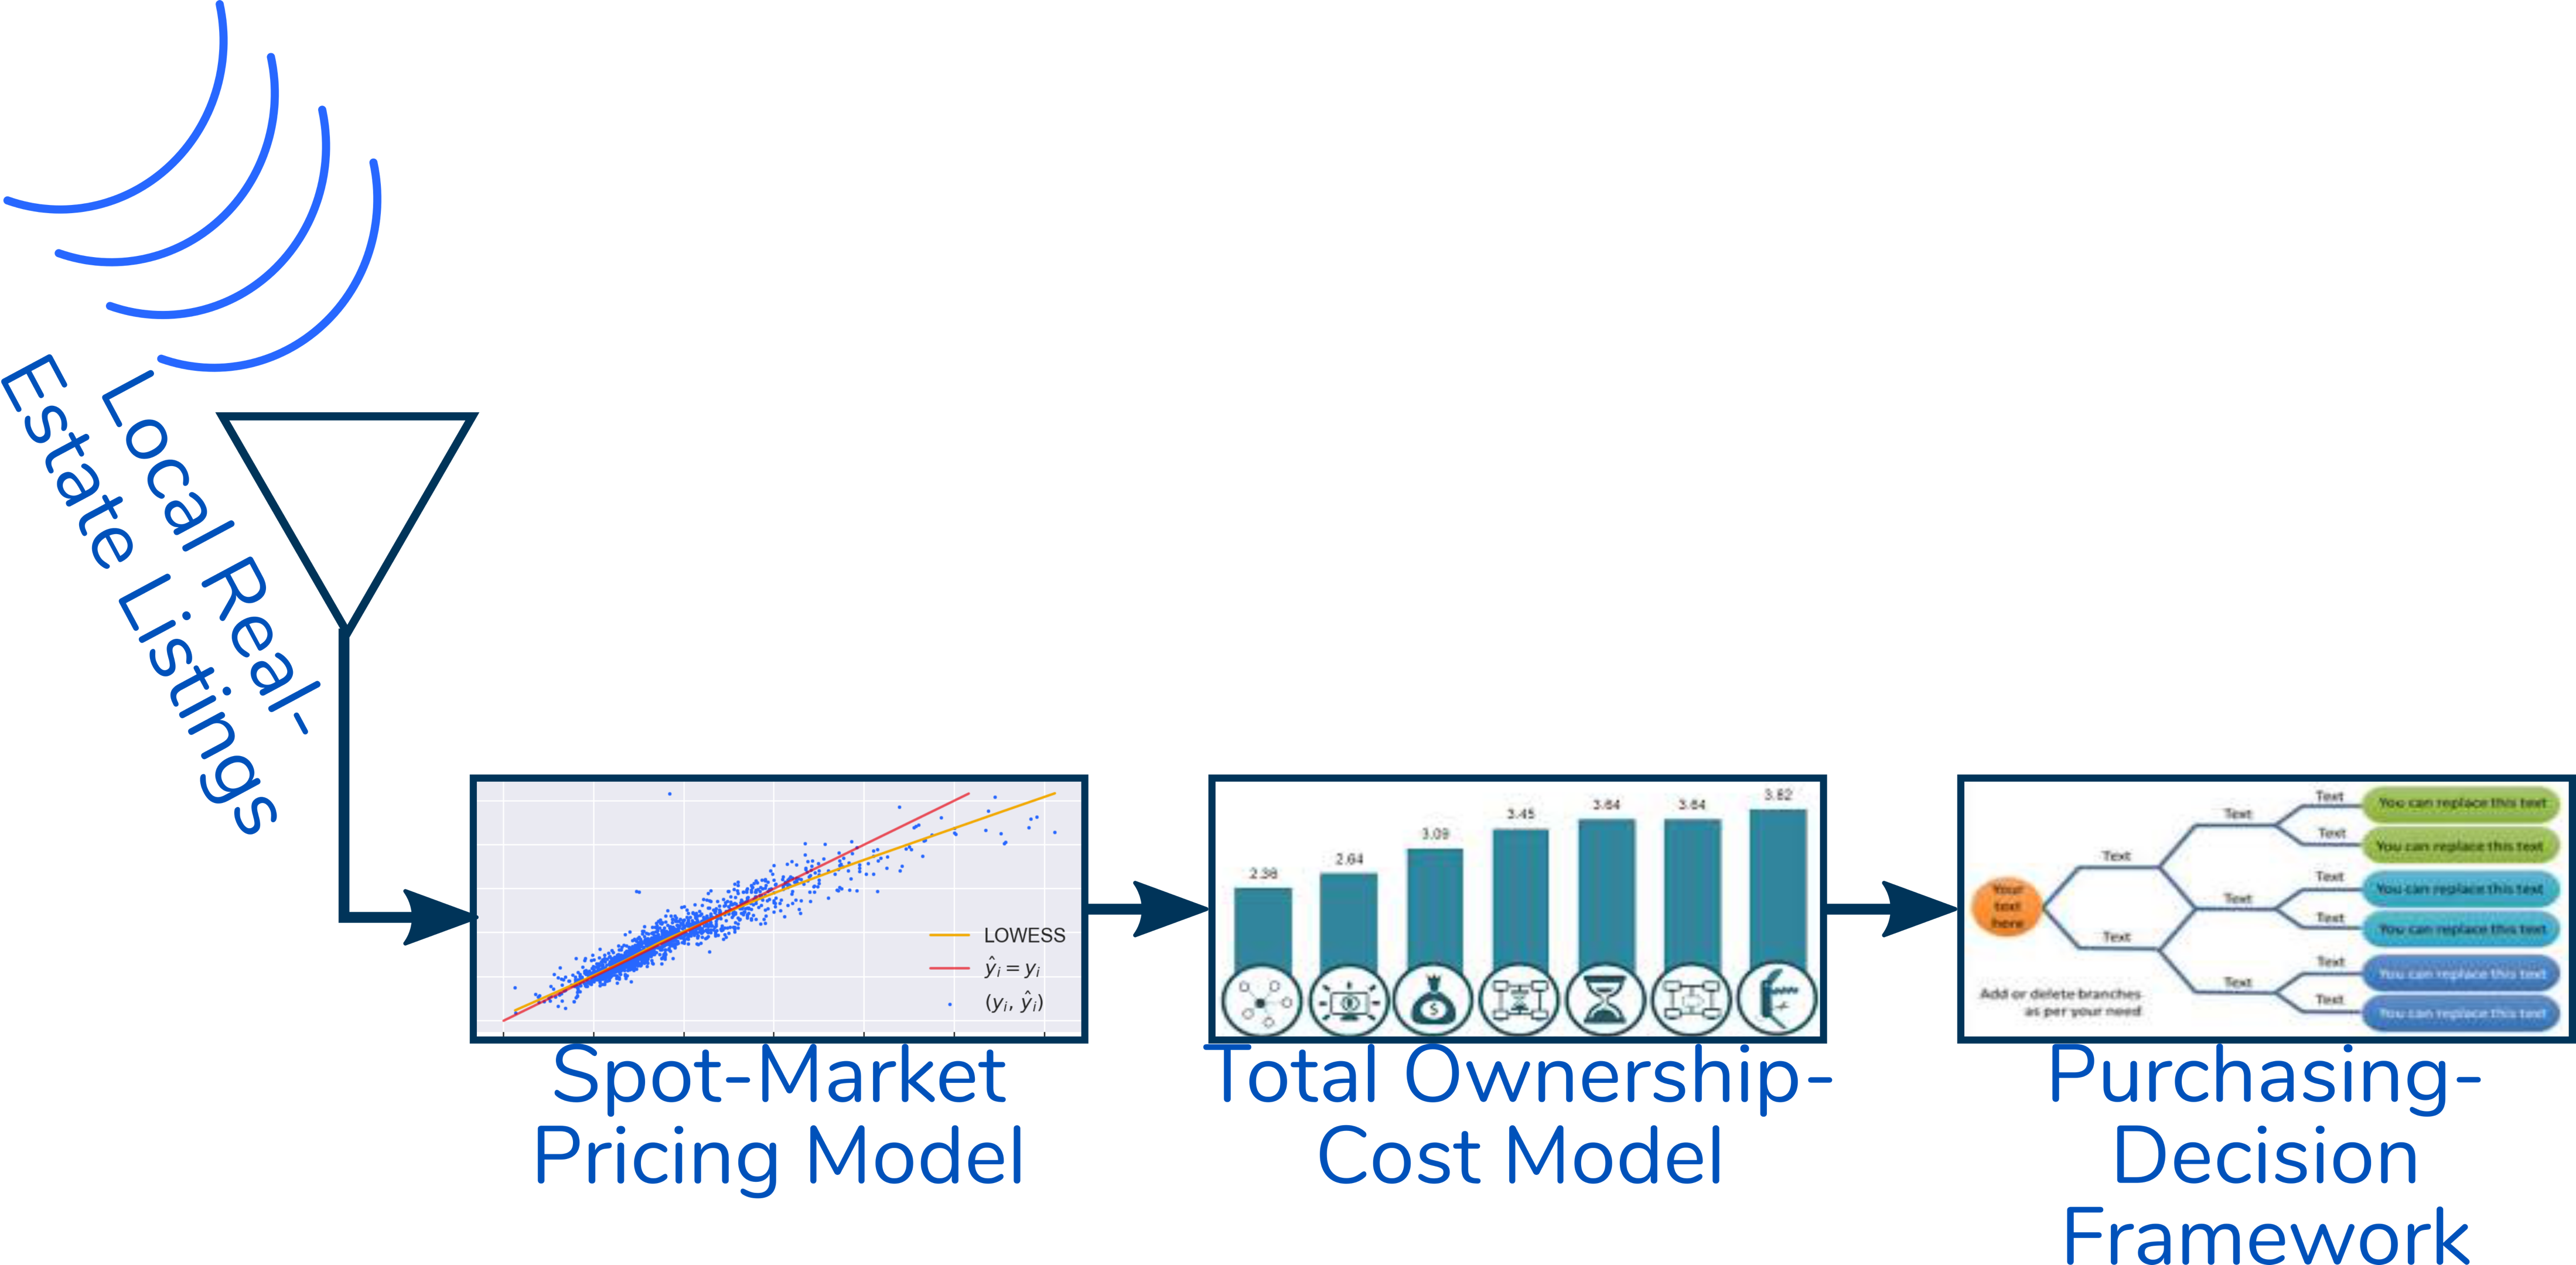 Local Real-
Estate Listings
LOWESS
ŷᵢ = yᵢ
(yᵢ, ŷᵢ)
Spot-Market
Pricing Model
2.38
2.64
3.09
3.45
3.64
3.64
3.82
$
Total Ownership-
Cost Model
Your
text
here
Text
Text
Text
Text
Text
Text
Text
Text
Text
Text
Text
You can replace this text
You can replace this text
You can replace this text
You can replace this text
You can replace this text
You can replace this text
Add or delete branches
as per your need
Purchasing-
Decision
Framework